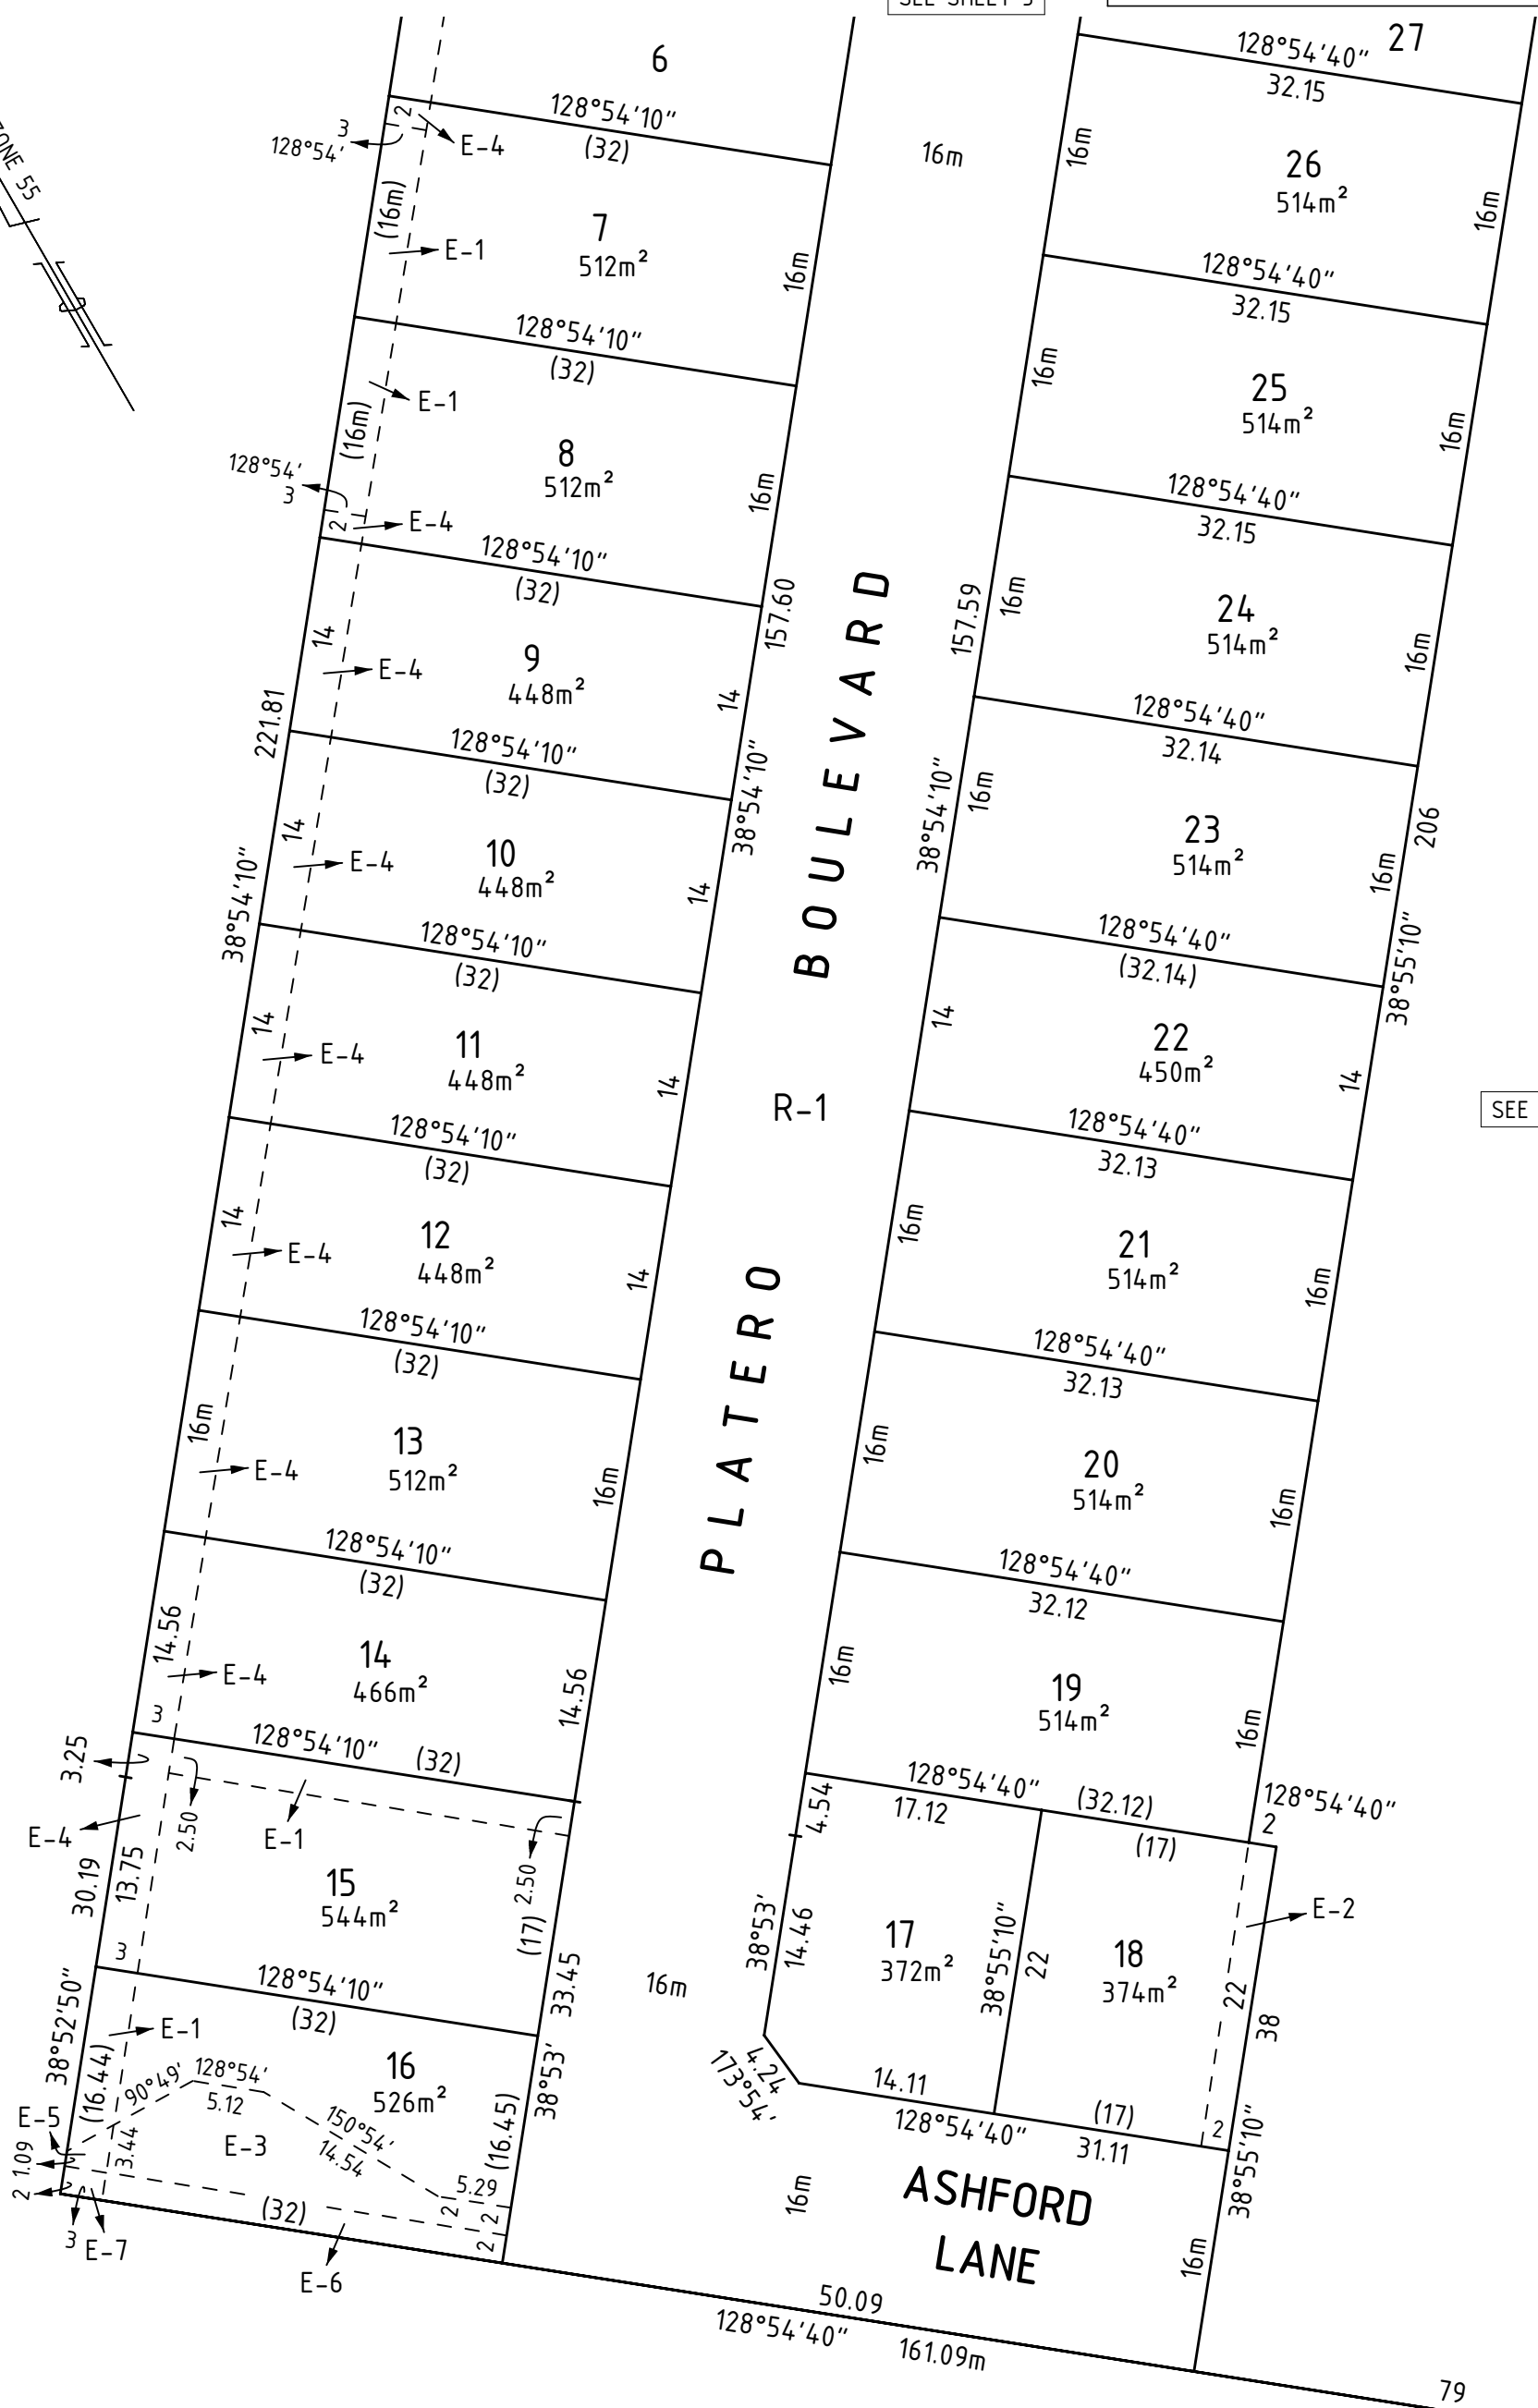 SEE SHEET 5
ZONE 55
6
128°54'10"
(32)
2
3
128°54'
E-4
(16m)
E-1
7
512m²
16m
128°54'10"
(32)
E-1
(16m)
8
512m²
16m
128°54'
3
2
E-4
128°54'10"
(32)
14
E-4
9
448m²
14
157.60
221.81
128°54'10"
(32)
38°54'10"
14
E-4
10
448m²
14
38°54'10"
128°54'10"
(32)
14
E-4
11
448m²
14
128°54'10"
(32)
14
E-4
12
448m²
14
128°54'10"
(32)
16m
E-4
13
512m²
16m
128°54'10"
(32)
14.56
E-4
14
466m²
14.56
3
128°54'10"
(32)
3.25
2.50
E-1
E-4
2.50
30.19
13.75
15
544m²
(17)
33.45
3
128°54'10"
(32)
38°52'50"
E-1
(16.44)
16
526m²
38°53'
(16.45)
90°49'
128°54'
5.12
150°54'
14.54
E-5
1.09
2
3.44
E-3
5.29
2
2
2
(32)
3
E-7
E-6
PLATERO BOULEVARD
R-1
16m
16m
27
128°54'40"
32.15
16m
26
514m²
16m
128°54'40"
32.15
16m
25
514m²
16m
128°54'40"
32.15
157.59
16m
24
514m²
16m
128°54'40"
32.14
38°54'10"
16m
23
514m²
16m
206
38°55'10"
128°54'40"
(32.14)
14
22
450m²
14
SEE
128°54'40"
32.13
16m
21
514m²
16m
128°54'40"
32.13
16m
20
514m²
16m
128°54'40"
32.12
16m
19
514m²
16m
128°54'40"
(32.12)
128°54'40"
2
4.54
17.12
(17)
38°53'
14.46
17
372m²
38°55'10"
22
18
374m²
E-2
22
38
4.24
173°54'
14.11
(17)
2
128°54'40"
31.11
38°55'10"
16m
ASHFORD
LANE
16m
50.09
128°54'40"
161.09m
79